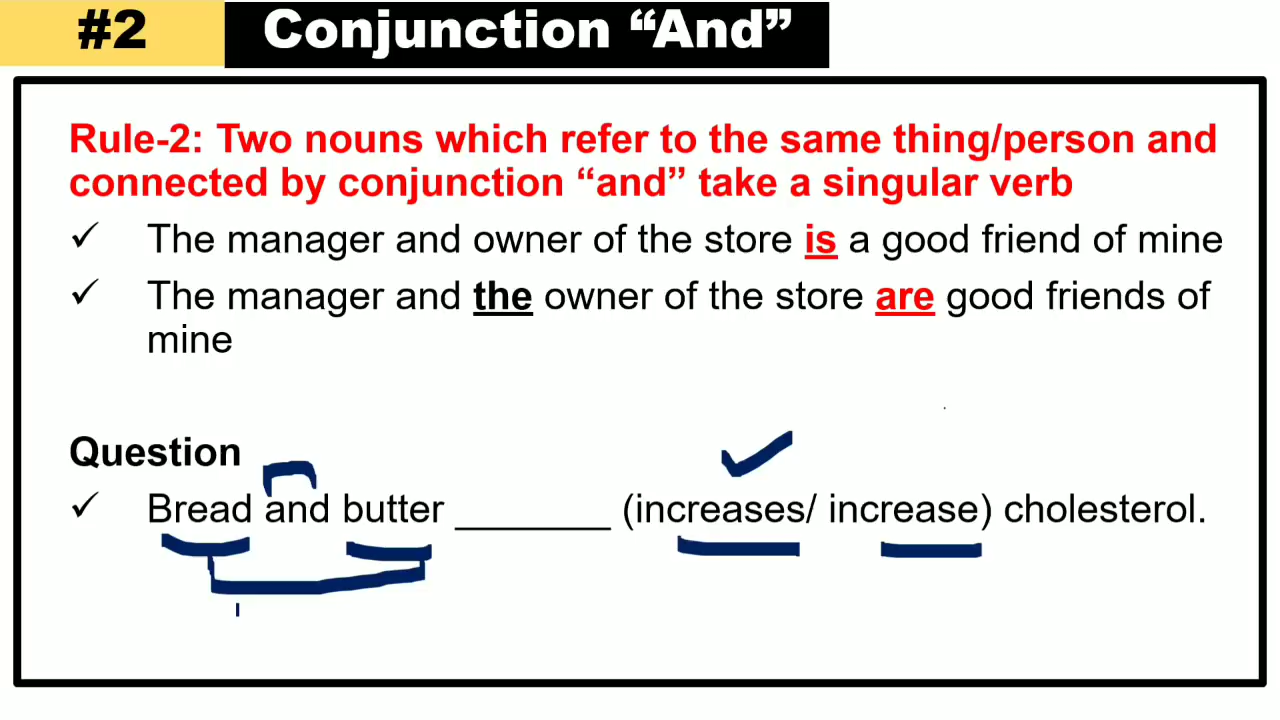 #2 Conjunction “And”
Rule-2: Two nouns which refer to the same thing/person and
connected by conjunction “and” take a singular verb
✓ The manager and owner of the store is a good friend of mine
✓ The manager and the owner of the store are good friends of
mine
Question
✓ Bread and butter _______ (increases/ increase) cholesterol.